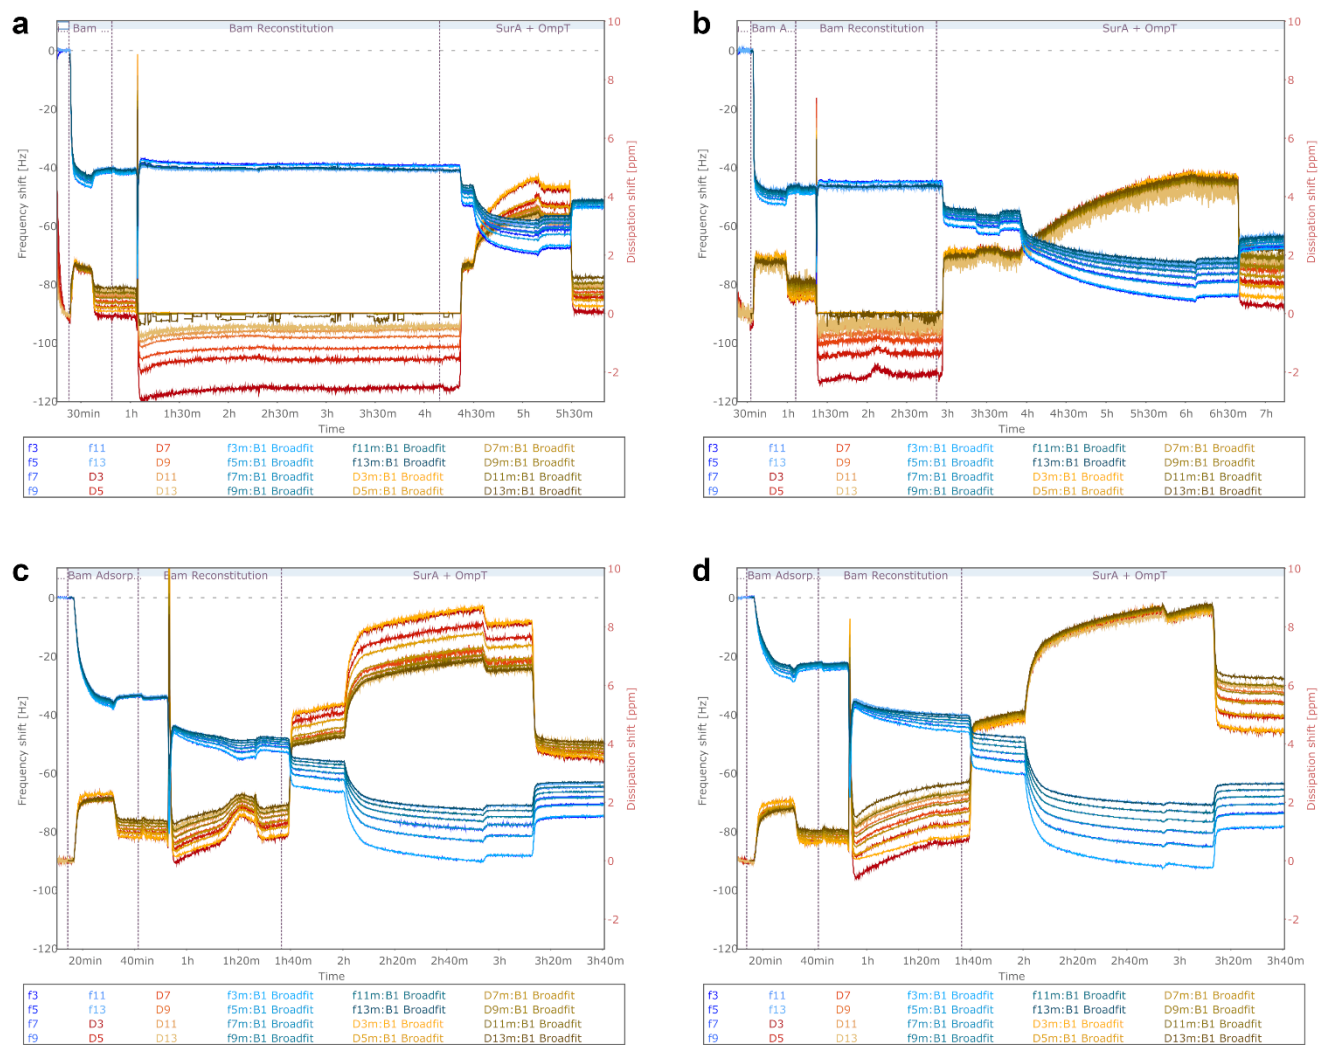 a
... Bam ... Bam Reconstitution SurA + OmpT
0
-20
-40
-60
-80
-100
-120
Frequency shift [Hz]
10
8
6
4
2
0
-2
Dissipation shift [ppm]
30min 1h 1h30m 2h 2h30m 3h 3h30m 4h 4h30m 5h 5h30m
Time
f3 f11 D7 f3m:B1 Broadfit f11m:B1 Broadfit D7m:B1 Broadfit
f5 f13 D9 f5m:B1 Broadfit f13m:B1 Broadfit D9m:B1 Broadfit
f7 D3 D11 f7m:B1 Broadfit D3m:B1 Broadfit D11m:B1 Broadfit
f9 D5 D13 f9m:B1 Broadfit D5m:B1 Broadfit D13m:B1 Broadfit
b
... Bam A... Bam Reconstitution SurA + OmpT
0
-20
-40
-60
-80
-100
-120
Frequency shift [Hz]
10
8
6
4
2
0
-2
Dissipation shift [ppm]
30min 1h 1h30m 2h 2h30m 3h 3h30m 4h 4h30m 5h 5h30m 6h 6h30m 7h
Time
f3 f11 D7 f3m:B1 Broadfit f11m:B1 Broadfit D7m:B1 Broadfit
f5 f13 D9 f5m:B1 Broadfit f13m:B1 Broadfit D9m:B1 Broadfit
f7 D3 D11 f7m:B1 Broadfit D3m:B1 Broadfit D11m:B1 Broadfit
f9 D5 D13 f9m:B1 Broadfit D5m:B1 Broadfit D13m:B1 Broadfit
c
... Bam Adsorp... Bam Reconstitution SurA + OmpT
0
-20
-40
-60
-80
-100
-120
Frequency shift [Hz]
10
8
6
4
2
0
-2
Dissipation shift [ppm]
20min 40min 1h 1h20m 1h40m 2h 2h20m 2h40m 3h 3h20m 3h40m
Time
f3 f11 D7 f3m:B1 Broadfit f11m:B1 Broadfit D7m:B1 Broadfit
f5 f13 D9 f5m:B1 Broadfit f13m:B1 Broadfit D9m:B1 Broadfit
f7 D3 D11 f7m:B1 Broadfit D3m:B1 Broadfit D11m:B1 Broadfit
f9 D5 D13 f9m:B1 Broadfit D5m:B1 Broadfit D13m:B1 Broadfit
d
... Bam Adsorp... Bam Reconstitution SurA + OmpT
0
-20
-40
-60
-80
-100
-120
Frequency shift [Hz]
10
8
6
4
2
0
-2
Dissipation shift [ppm]
20min 40min 1h 1h20m 1h40m 2h 2h20m 2h40m 3h 3h20m 3h40m
Time
f3 f11 D7 f3m:B1 Broadfit f11m:B1 Broadfit D7m:B1 Broadfit
f5 f13 D9 f5m:B1 Broadfit f13m:B1 Broadfit D9m:B1 Broadfit
f7 D3 D11 f7m:B1 Broadfit D3m:B1 Broadfit D11m:B1 Broadfit
f9 D5 D13 f9m:B1 Broadfit D5m:B1 Broadfit D13m:B1 Broadfit